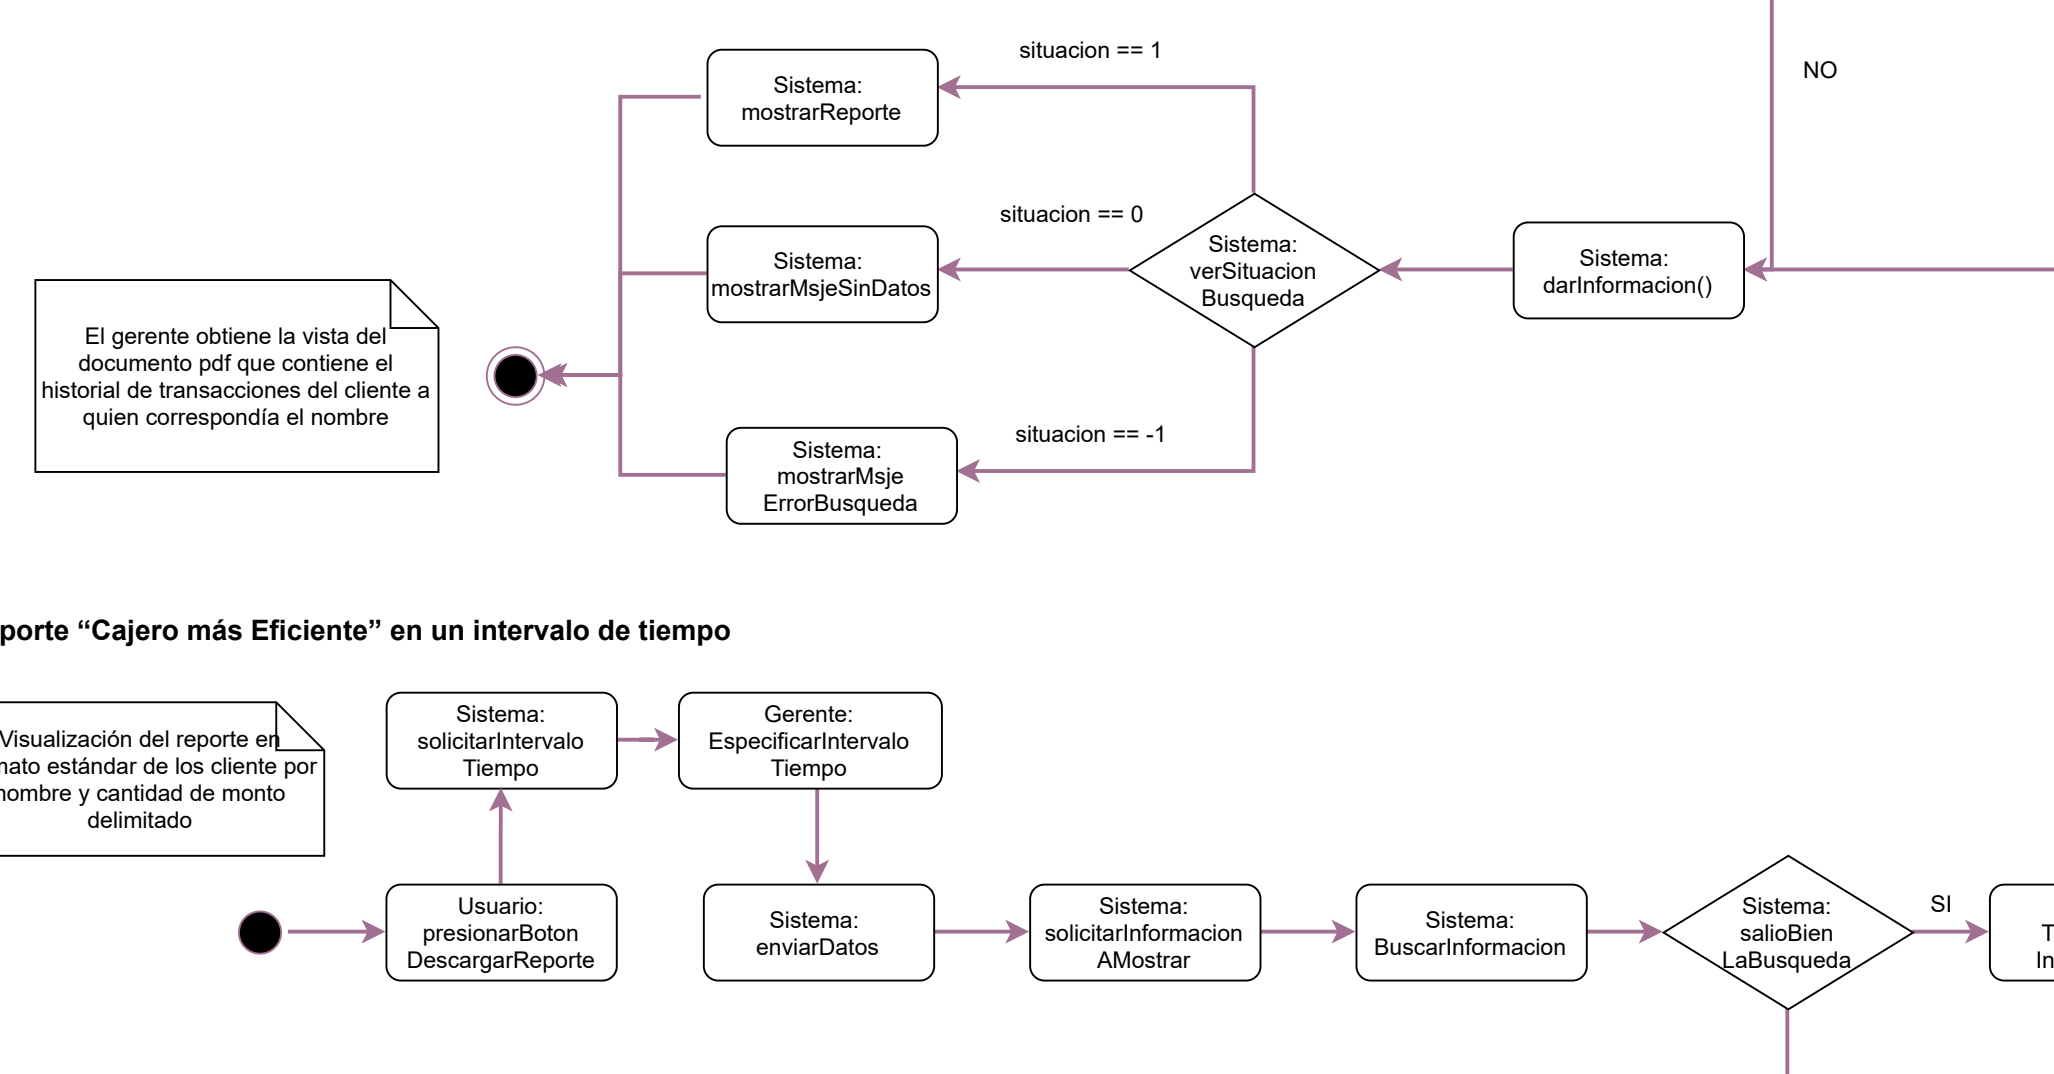 situacion == 1
NO
Sistema:
mostrarReporte
situacion == 0
Sistema:
mostrarMsjeSinDatos
Sistema:
verSituacion
Busqueda
Sistema:
darInformacion()
El gerente obtiene la vista del
documento pdf que contiene el
historial de transacciones del cliente a
quien correspondía el nombre
situacion == -1
Sistema:
mostrarMsje
ErrorBusqueda
porte “Cajero más Eficiente” en un intervalo de tiempo
Visualización del reporte en
mato estándar de los cliente por
nombre y cantidad de monto
delimitado
Sistema:
solicitarIntervalo
Tiempo
Gerente:
EspecificarIntervalo
Tiempo
Usuario:
presionarBoton
DescargarReporte
Sistema:
enviarDatos
Sistema:
solicitarInformacion
AMostrar
Sistema:
BuscarInformacion
Sistema:
salioBien
LaBusqueda
SI
T
In